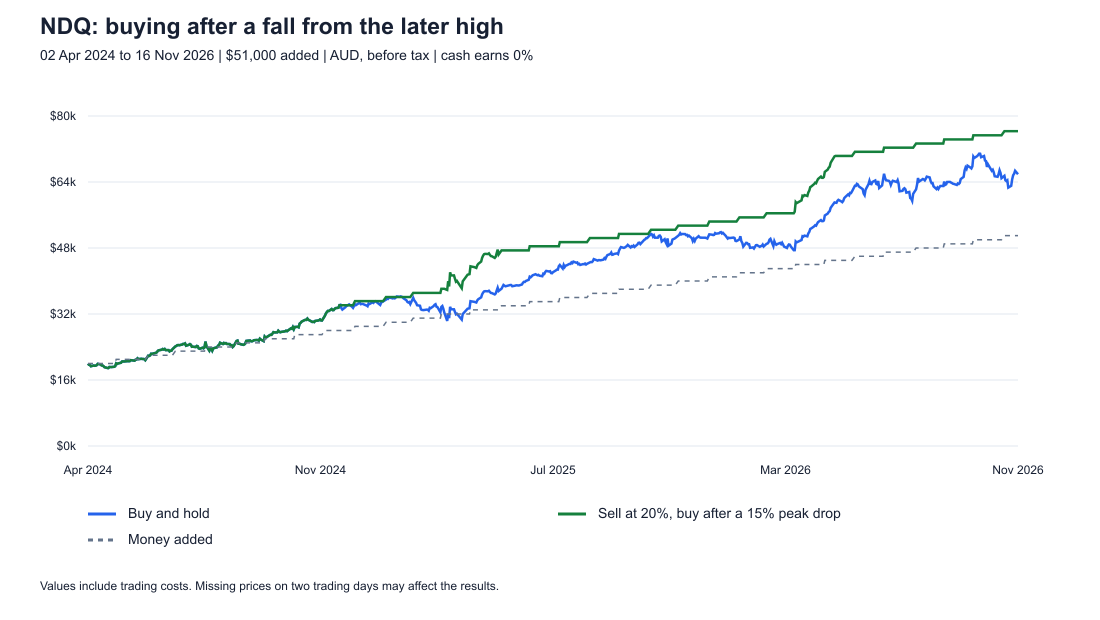 NDQ: buying after a fall from the later high
02 Apr 2024 to 16 Nov 2026 | $51,000 added | AUD, before tax | cash earns 0%
$80k
$64k
$48k
$32k
$16k
$0k
Apr 2024
Nov 2024
Jul 2025
Mar 2026
Nov 2026
Buy and hold
Sell at 20%, buy after a 15% peak drop
Money added
Values include trading costs. Missing prices on two trading days may affect the results.